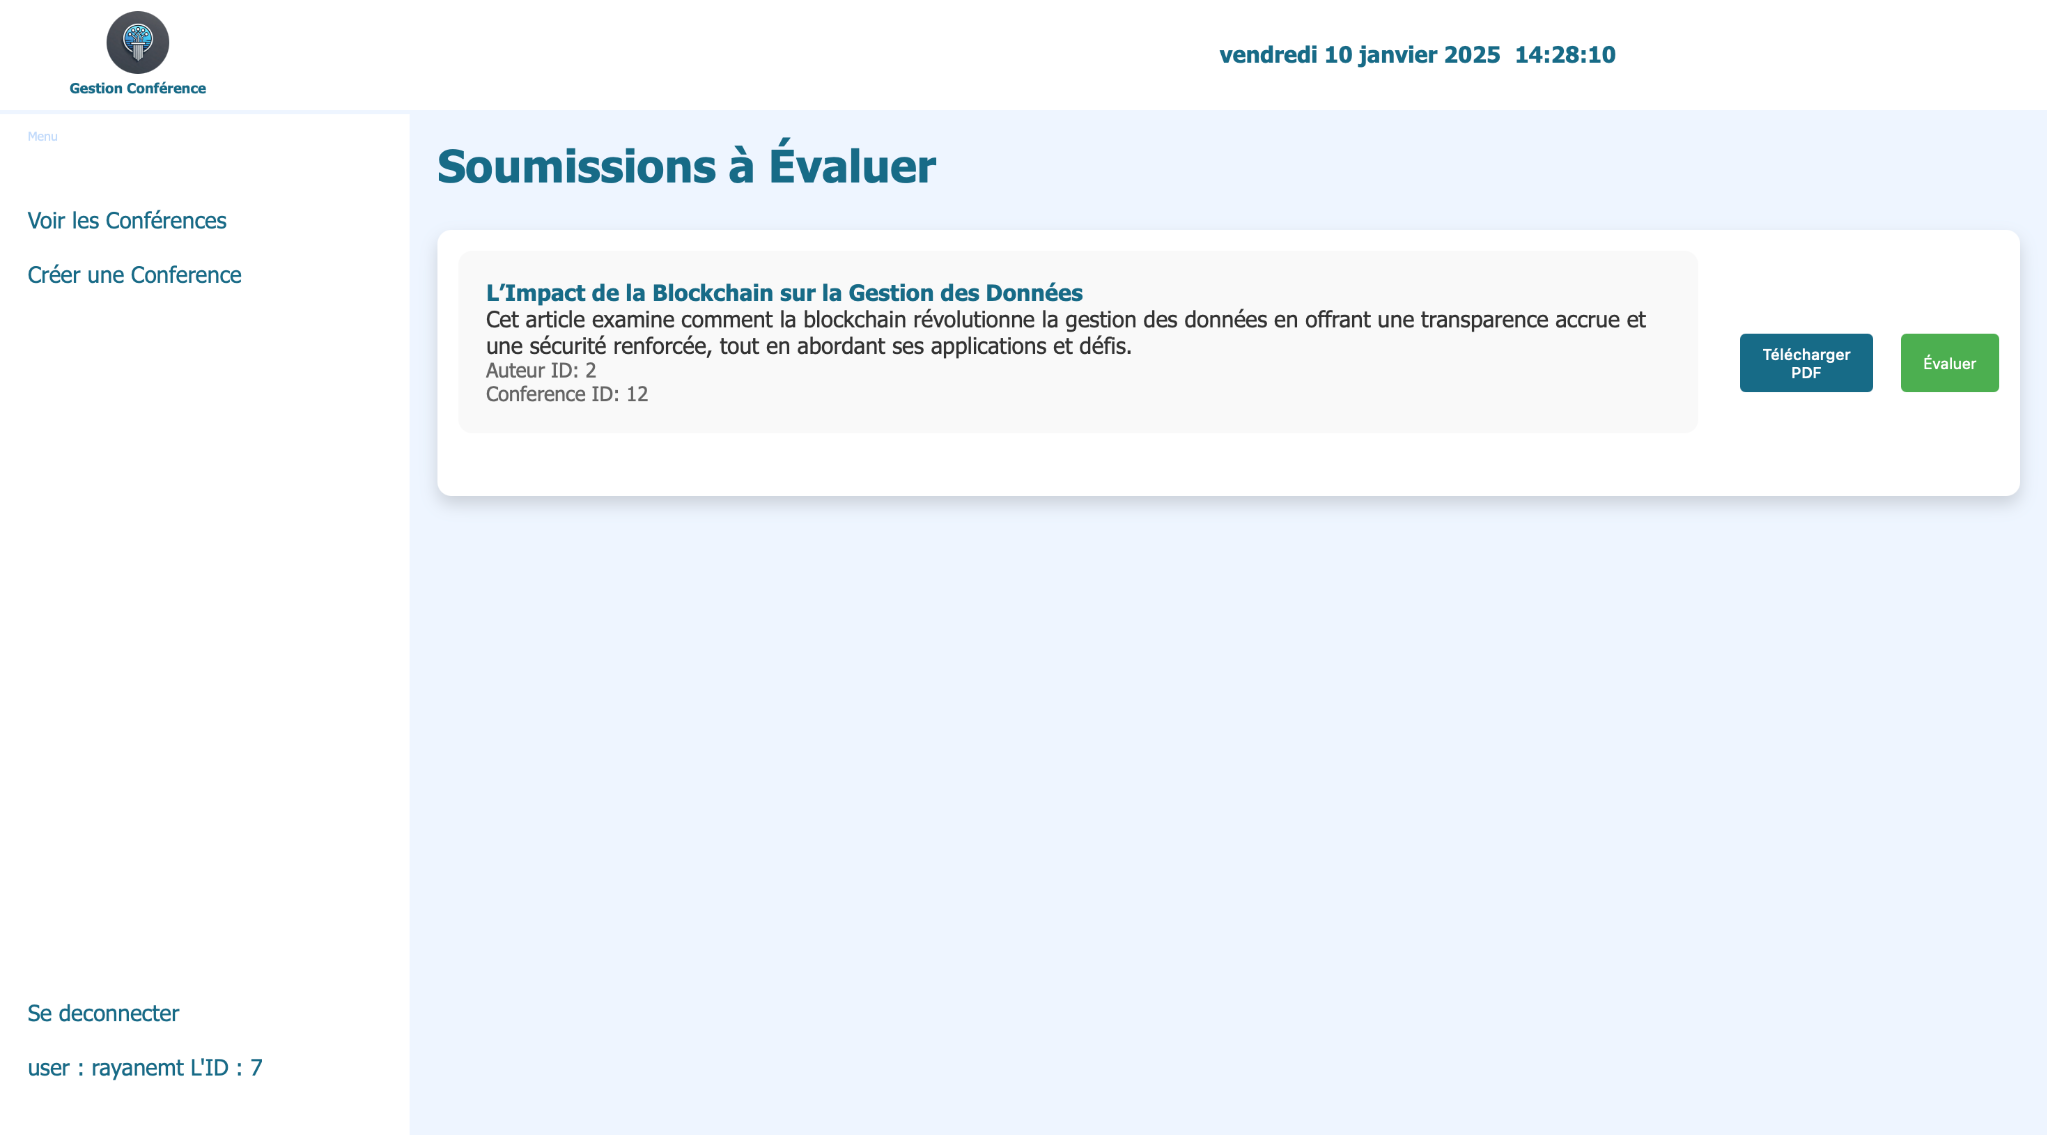 Gestion Conférence
vendredi 10 janvier 2025  14:28:10
Menu
Voir les Conférences
Créer une Conference
Se deconnecter
user : rayanemt L'ID : 7
Soumissions à Évaluer
L’Impact de la Blockchain sur la Gestion des Données
Cet article examine comment la blockchain révolutionne la gestion des données en offrant une transparence accrue et
une sécurité renforcée, tout en abordant ses applications et défis.
Auteur ID: 2
Conference ID: 12
Télécharger
PDF
Évaluer